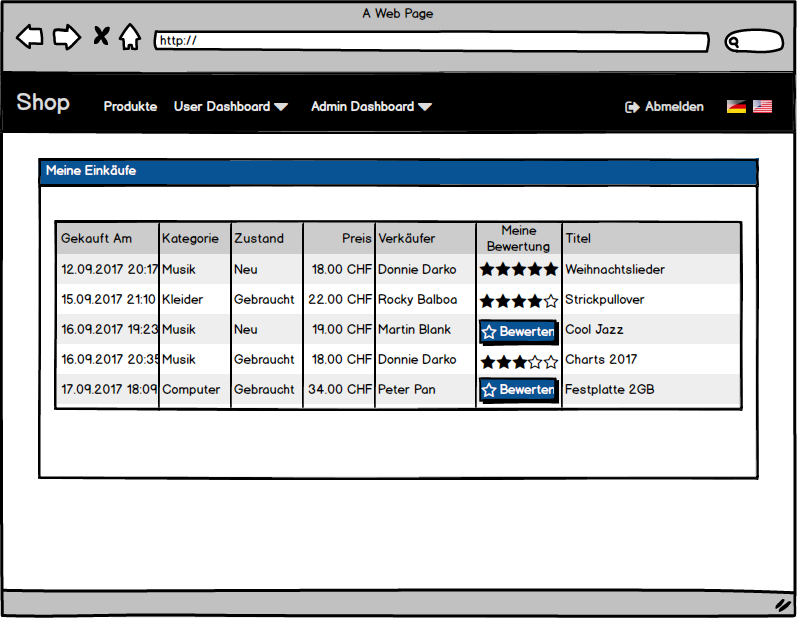 A Web Page
http://
Shop Produkte User Dashboard Admin Dashboard Abmelden
Meine Einkäufe
Gekauft Am Kategorie Zustand Preis Verkäufer Meine Bewertung Titel
12.09.2017 20:17 Musik Neu 18.00 CHF Donnie Darko ★★★★★ Weihnachtslieder
15.09.2017 21:10 Kleider Gebraucht 22.00 CHF Rocky Balboa ★★★★☆ Strickpullover
16.09.2017 19:23 Musik Neu 19.00 CHF Martin Blank ☆ Bewerten Cool Jazz
16.09.2017 20:35 Musik Gebraucht 18.00 CHF Donnie Darko ★★★☆☆ Charts 2017
17.09.2017 18:09 Computer Gebraucht 34.00 CHF Peter Pan ☆ Bewerten Festplatte 2GB